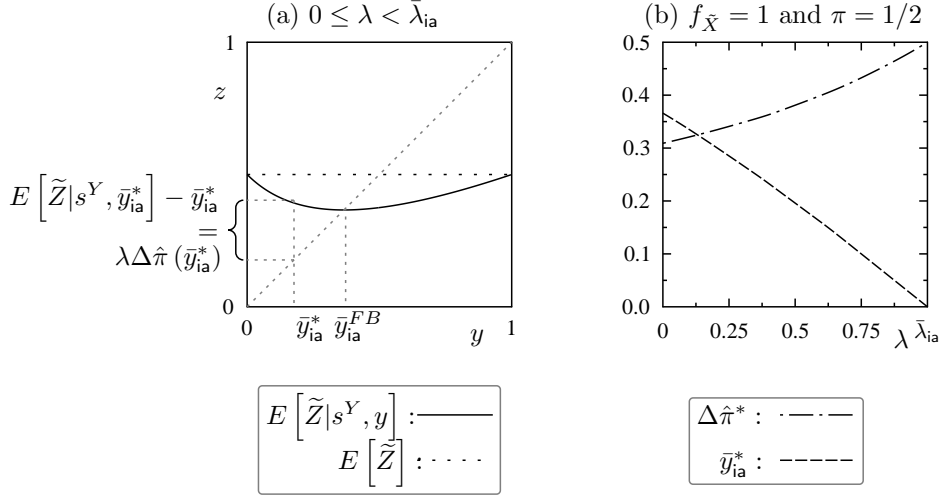 (a) 0 ≤ λ < λ̄_ia
(b) f_X̃ = 1 and π = 1/2
1
z
E [Z̃|s^Y, ȳ*_ia] − ȳ*_ia
=
λΔπ̂ (ȳ*_ia)
0
0
ȳ*_ia
ȳ^FB_ia
y
1
0.5
0.4
0.3
0.2
0.1
0.0
0
0.25
0.5
0.75
λ
λ̄_ia
E [Z̃|s^Y, y] :
E [Z̃] :
Δπ̂* :
ȳ*_ia :